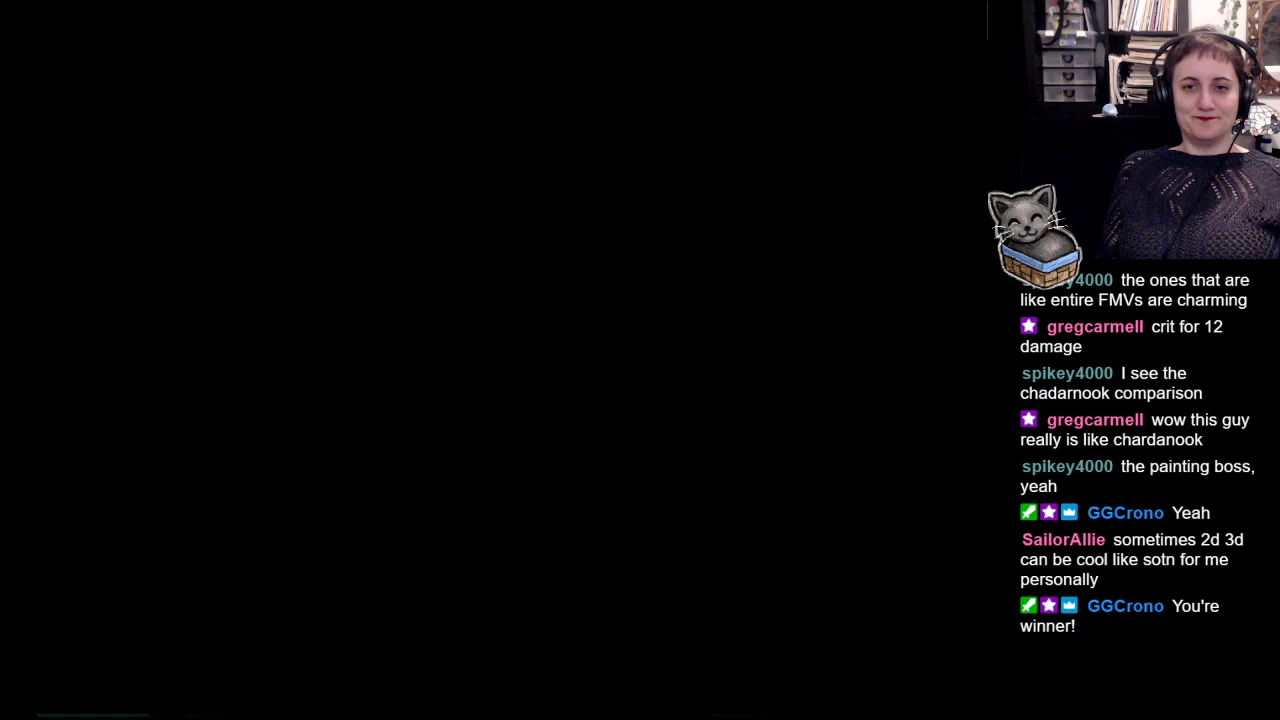 4000 the ones that are
like entire FMVs are charming
gregcarmell crit for 12
damage
spikey4000 I see the
chadarnook comparison
gregcarmell wow this guy
really is like chardanook
spikey4000 the painting boss,
yeah
GGCrono Yeah
SailorAllie sometimes 2d 3d
can be cool like sotn for me
personally
GGCrono You're
winner!